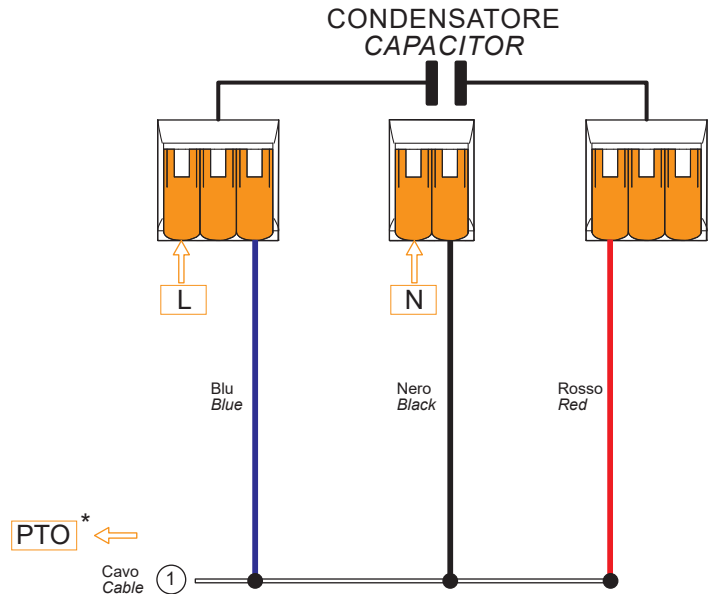 CONDENSATORE
CAPACITOR
L
N
Blu
Blue
Nero
Black
Rosso
Red
PTO *
Cavo
Cable
1